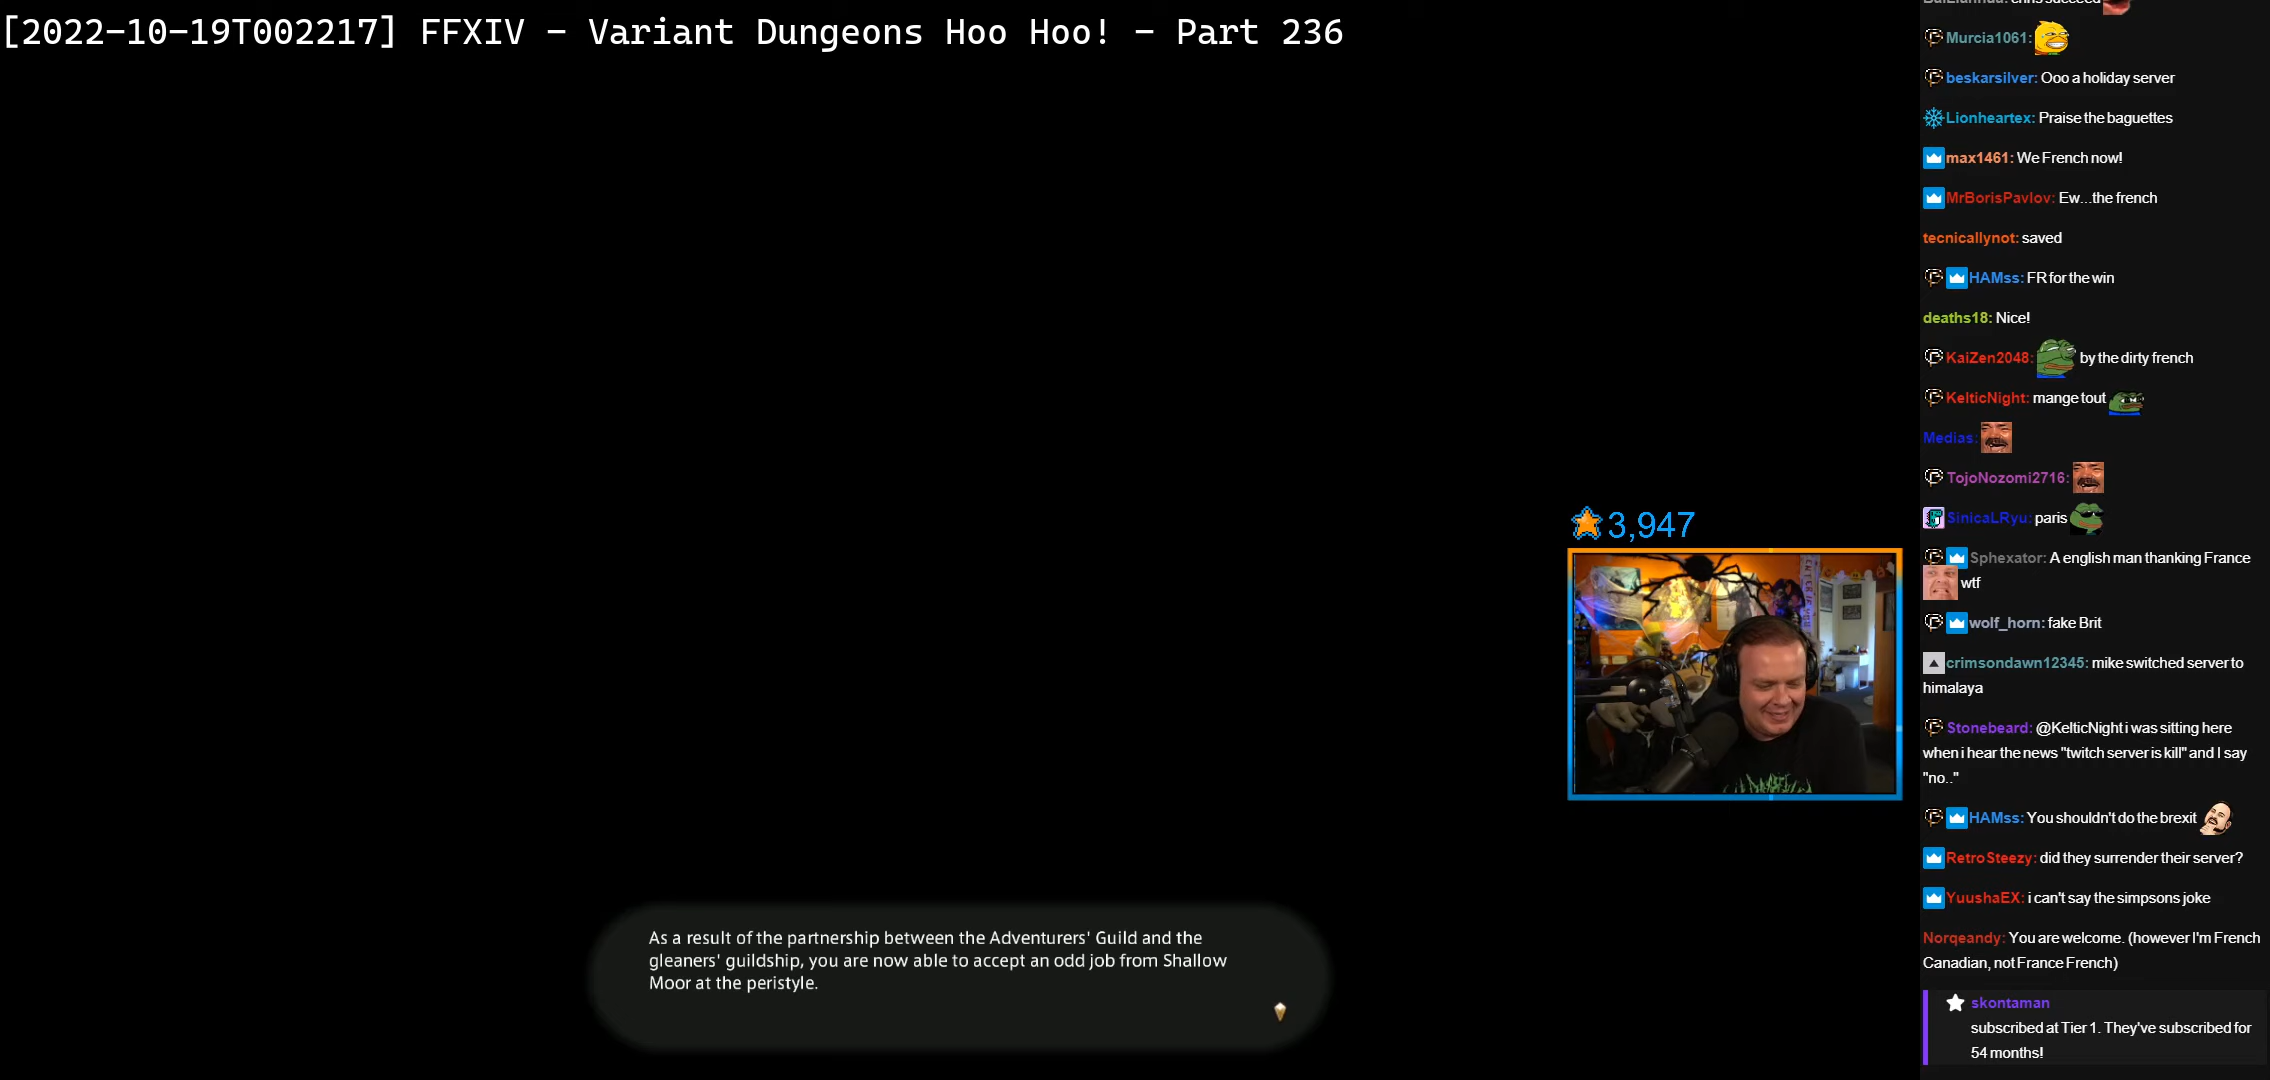 [2022-10-19T002217] FFXIV - Variant Dungeons Hoo Hoo! - Part 236
Murcia1061:
beskarsilver: Ooo a holiday server
Lionheartex: Praise the baguettes
max1461: We French now!
MrBorisPavlov: Ew...the french
tecnicallynot: saved
HAMss: FR for the win
deaths18: Nice!
KaiZen2048: by the dirty french
KelticNight: mange tout
Medias:
TojoNozomi2716:
SinicaLRyu: paris
Sphexator: A english man thanking France
wtf
wolf_horn: fake Brit
crimsondawn12345: mike switched server to
himalaya
Stonebeard: @KelticNight i was sitting here
when i hear the news "twitch server is kill" and I say
"no.."
HAMss: You shouldn't do the brexit
RetroSteezy: did they surrender their server?
YuushaEX: i can't say the simpsons joke
Norqeandy: You are welcome. (however I'm French
Canadian, not France French)
skontaman
subscribed at Tier 1. They've subscribed for
54 months!
3,947
As a result of the partnership between the Adventurers' Guild and the
gleaners' guildship, you are now able to accept an odd job from Shallow
Moor at the peristyle.